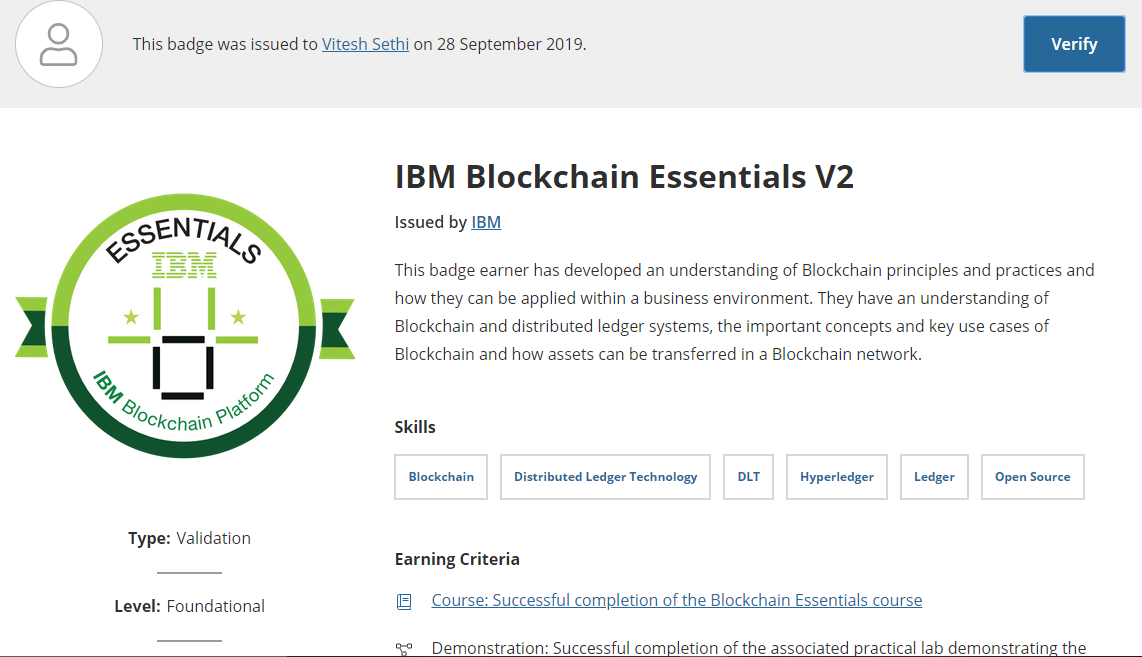 This badge was issued to Vitesh Sethi on 28 September 2019.
Verify
ESSENTIALS
IBM
IBM Blockchain Platform
Type: Validation
Level: Foundational
IBM Blockchain Essentials V2
Issued by IBM
This badge earner has developed an understanding of Blockchain principles and practices and
how they can be applied within a business environment. They have an understanding of
Blockchain and distributed ledger systems, the important concepts and key use cases of
Blockchain and how assets can be transferred in a Blockchain network.
Skills
Blockchain
Distributed Ledger Technology
DLT
Hyperledger
Ledger
Open Source
Earning Criteria
Course: Successful completion of the Blockchain Essentials course
Demonstration: Successful completion of the associated practical lab demonstrating the